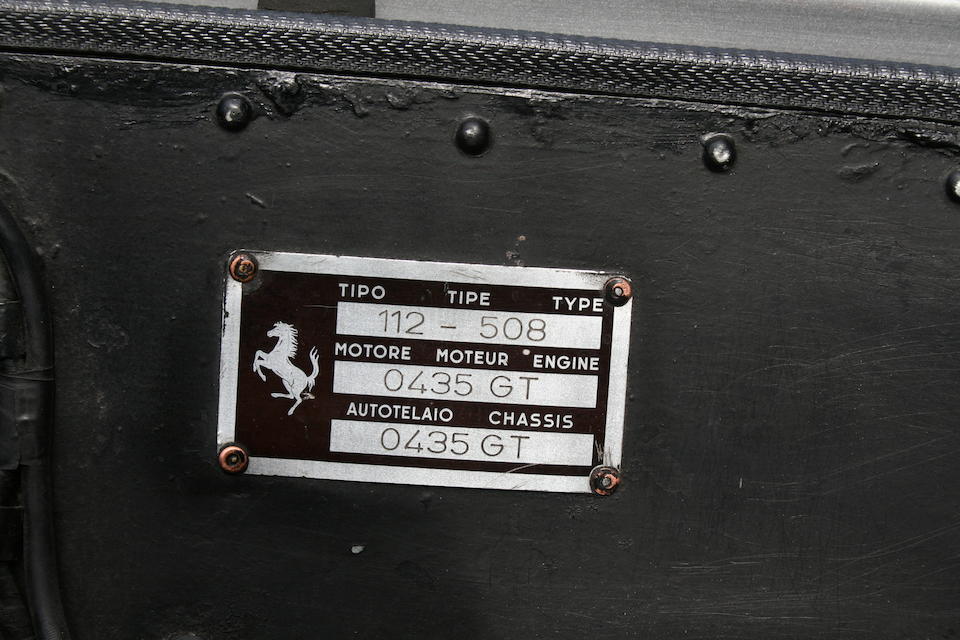 TIPO TIPE TYPE
112 - 508
MOTORE MOTEUR ENGINE
0435 GT
AUTOTELAIO CHASSIS
0435 GT